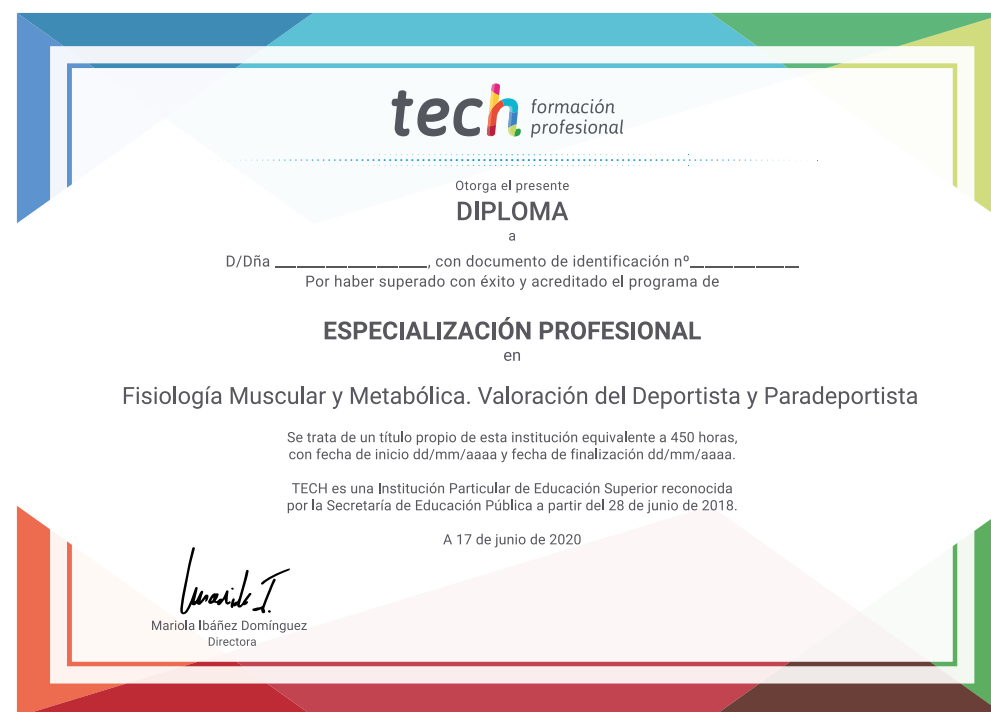 tech formación
profesional
Otorga el presente
DIPLOMA
a
D/Dña ______________, con documento de identificación nº__________
Por haber superado con éxito y acreditado el programa de
ESPECIALIZACIÓN PROFESIONAL
en
Fisiología Muscular y Metabólica. Valoración del Deportista y Paradeportista
Se trata de un título propio de esta institución equivalente a 450 horas,
con fecha de inicio dd/mm/aaaa y fecha de finalización dd/mm/aaaa.
TECH es una Institución Particular de Educación Superior reconocida
por la Secretaría de Educación Pública a partir del 28 de junio de 2018.
A 17 de junio de 2020
Mariola Ibáñez Domínguez
Directora